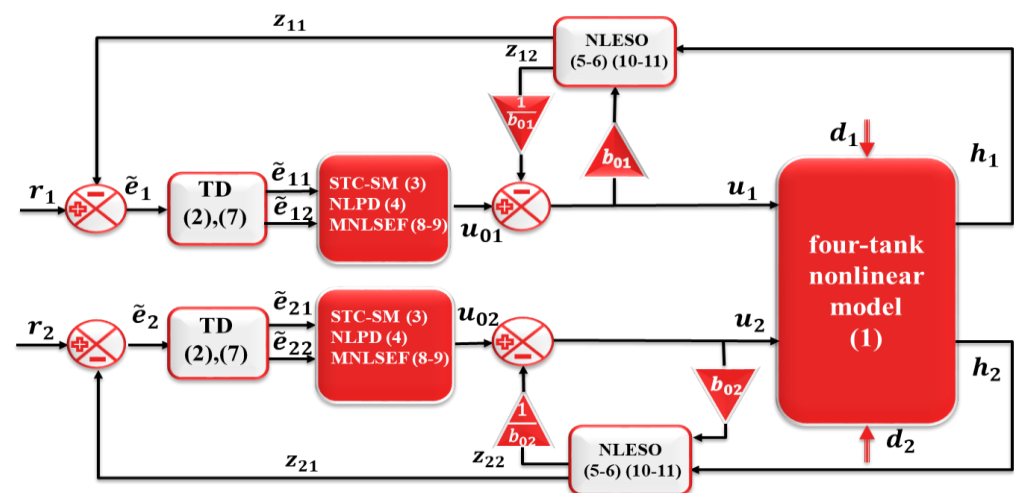 z₁₁
NLESO
(5-6) (10-11)
z₁₂
1/b₀₁
b₀₁
d₁
h₁
r₁
ẽ₁
TD
(2),(7)
ẽ₁₁
ẽ₁₂
STC-SM (3)
NLPD (4)
MNLSEF (8-9)
u₀₁
u₁
four-tank
nonlinear
model
(1)
r₂
ẽ₂
TD
(2),(7)
ẽ₂₁
ẽ₂₂
STC-SM (3)
NLPD (4)
MNLSEF (8-9)
u₀₂
u₂
b₀₂
h₂
1/b₀₂
d₂
z₂₁
z₂₂
NLESO
(5-6) (10-11)